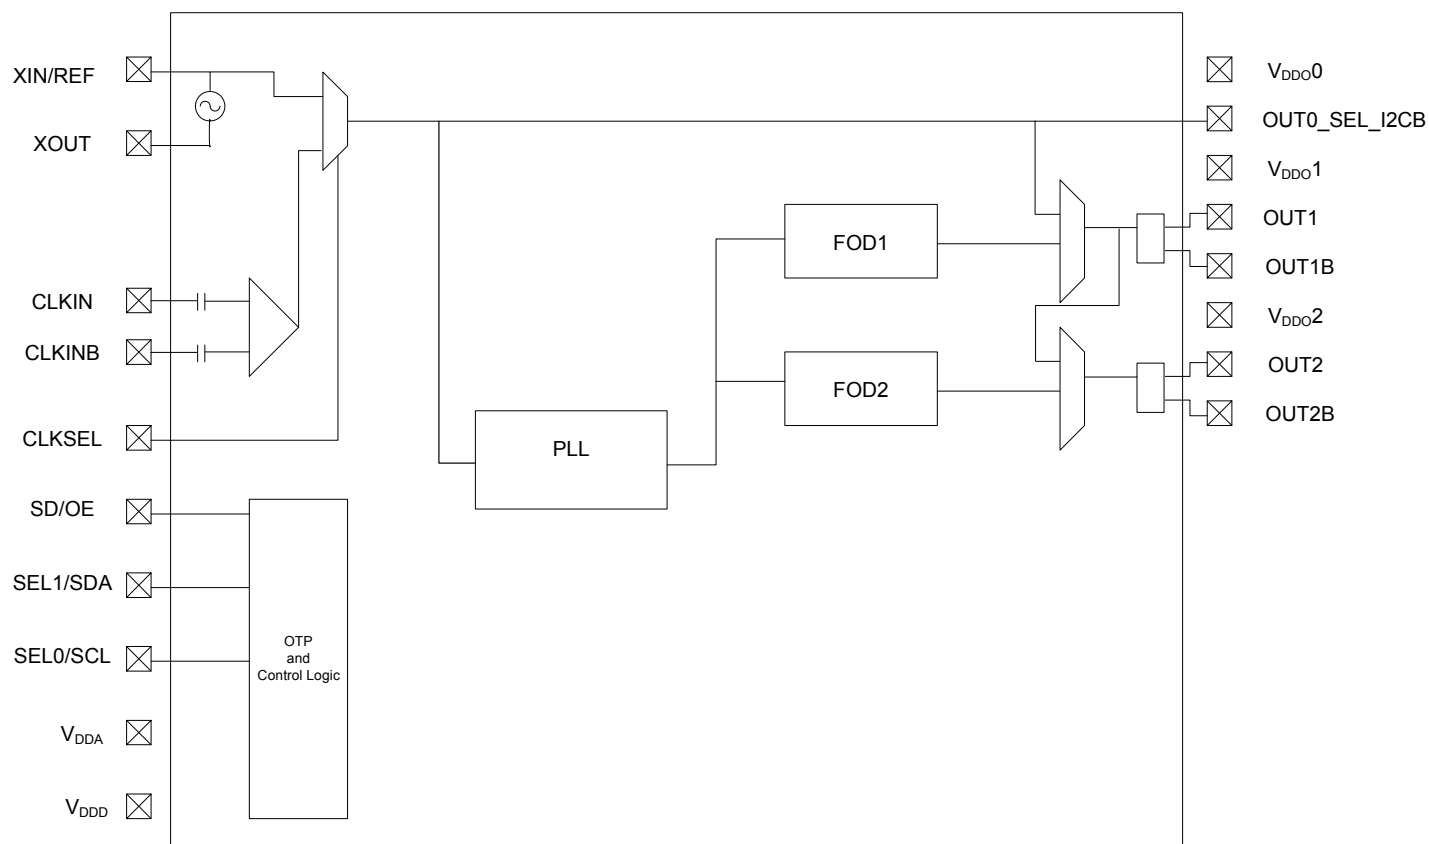 XIN/REF
XOUT
CLKIN
CLKINB
CLKSEL
SD/OE
SEL1/SDA
SEL0/SCL
VDDA
VDDD
OTP
and
Control Logic
PLL
FOD1
FOD2
VDDO0
OUT0_SEL_I2CB
VDDO1
OUT1
OUT1B
VDDO2
OUT2
OUT2B